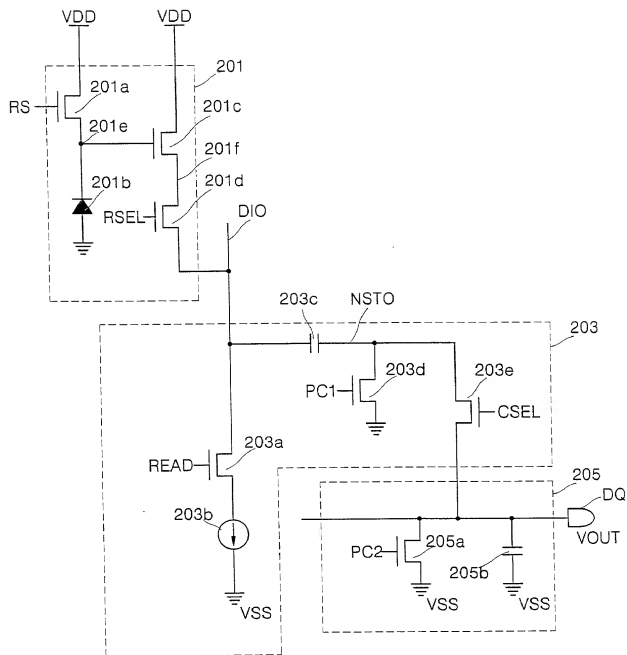 VDD VDD
201
RS 201a
201c
201e
201f
201b 201d
RSEL DIO
203c NSTO
203
203d 203e
PC1 CSEL
203a
READ
205
DQ
203b
VOUT
PC2 205a
205b
VSS VSS VSS